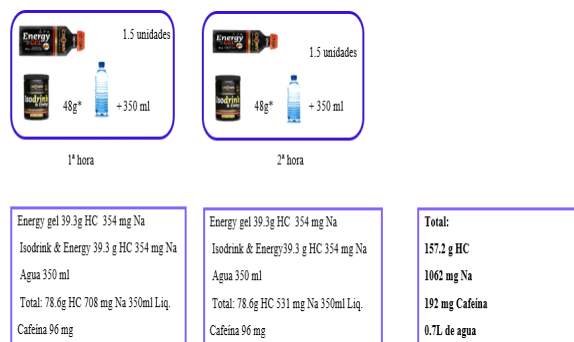 Energy
GEL
1.5 unidades
Isodrink
& Energy
48g*
+350 ml
1ª hora
Energy
GEL
1.5 unidades
Isodrink
& Energy
48g*
+ 350 ml
2ª hora
Energy gel 39.3g HC 354 mg Na
Isodrink & Energy 39.3 g HC 354 mg Na
Agua 350 ml
Total: 78.6g HC 708 mg Na 350ml Liq.
Cafeína 96 mg
Energy gel 39.3g HC 354 mg Na
Isodrink & Energy39.3 g HC 354 mg Na
Agua 350 ml
Total: 78.6g HC 531 mg Na 350ml Liq.
Cafeína 96 mg
Total:
157.2 g HC
1062 mg Na
192 mg Cafeína
0.7L de agua